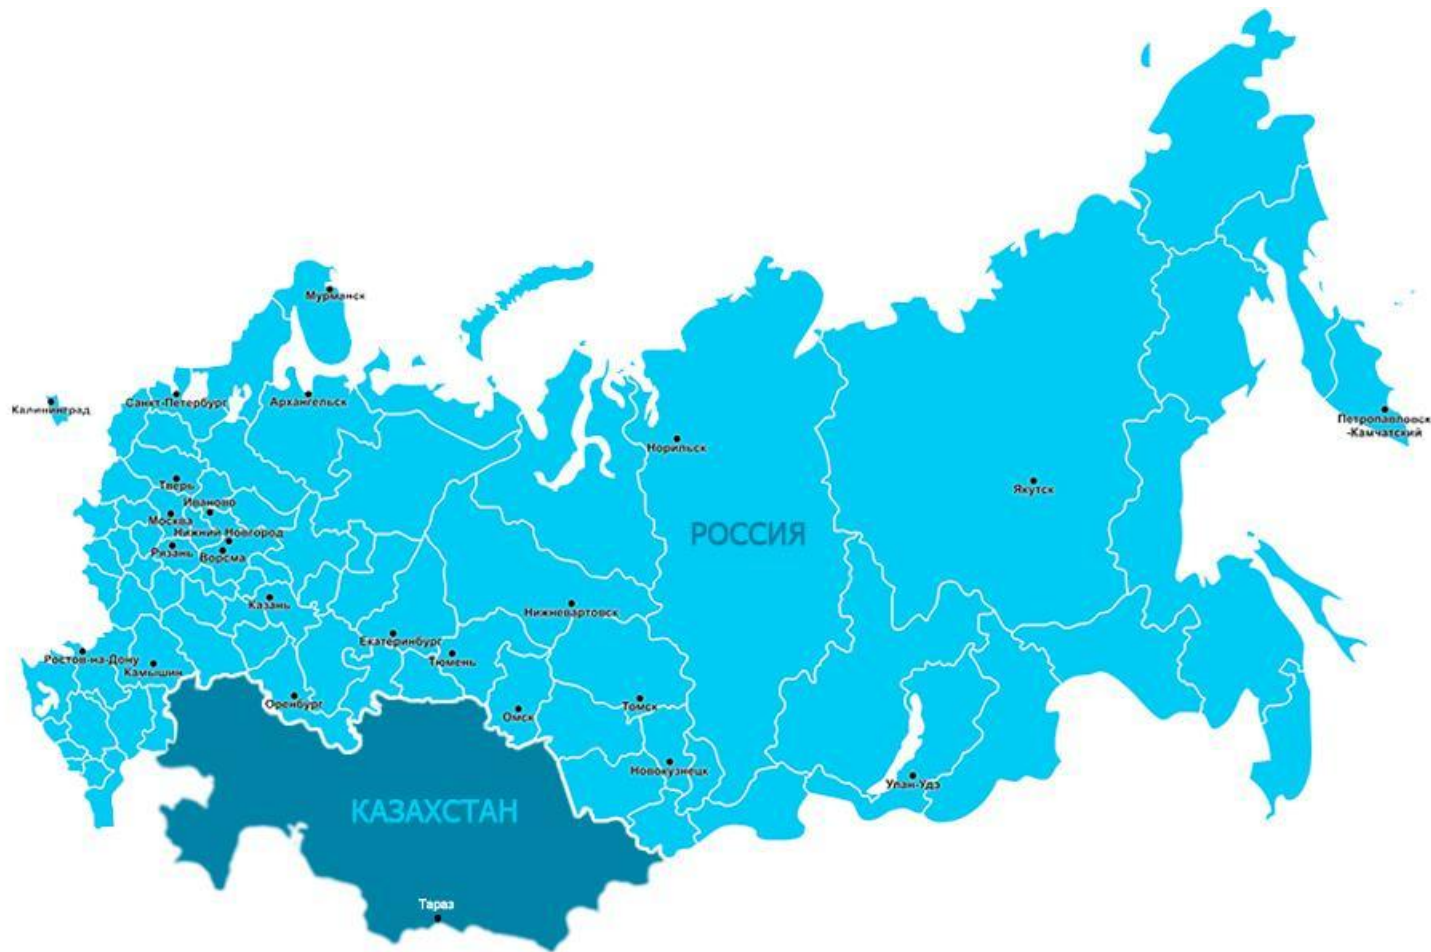 Мурманск
Калининград
Санкт-Петербург
Архангельск
Петропавловск
-Камчатский
Норильск
Тверь
Якутск
Иваново
Москва
РОССИЯ
Нижний Новгород
Рязань
Ворсма
Казань
Нижневартовск
Екатеринбург
Ростов-на-Дону
Тюмень
Камышин
Оренбург
Томск
Омск
Новокузнецк
Улан-Удэ
КАЗАХСТАН
Тараз